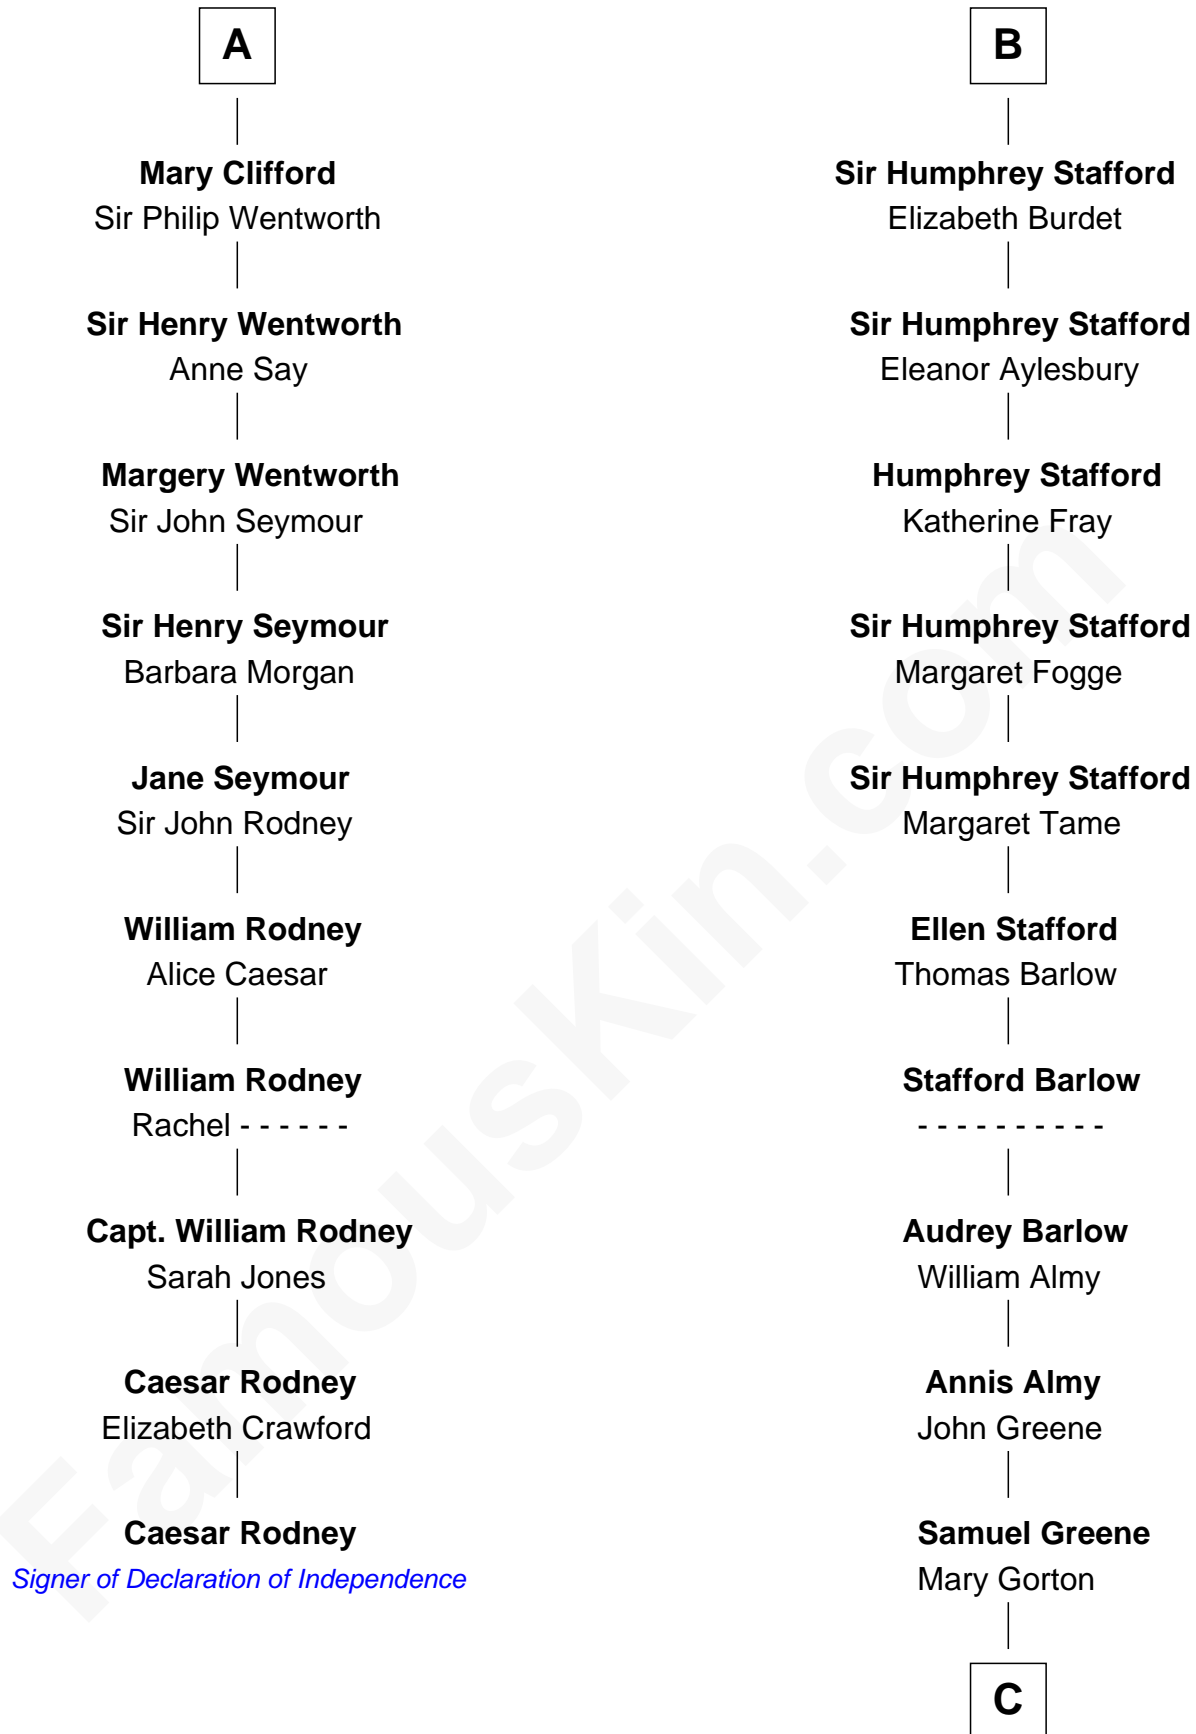 A
Mary Clifford
Sir Philip Wentworth
Sir Henry Wentworth
Anne Say
Margery Wentworth
Sir John Seymour
Sir Henry Seymour
Barbara Morgan
Jane Seymour
Sir John Rodney
William Rodney
Alice Caesar
William Rodney
Rachel - - - - - -
Capt. William Rodney
Sarah Jones
Caesar Rodney
Elizabeth Crawford
Caesar Rodney
Signer of Declaration of Independence
B
Sir Humphrey Stafford
Elizabeth Burdet
Sir Humphrey Stafford
Eleanor Aylesbury
Humphrey Stafford
Katherine Fray
Sir Humphrey Stafford
Margaret Fogge
Sir Humphrey Stafford
Margaret Tame
Ellen Stafford
Thomas Barlow
Stafford Barlow
- - - - - - - - - -
Audrey Barlow
William Almy
Annis Almy
John Greene
Samuel Greene
Mary Gorton
C
FamousKin.com